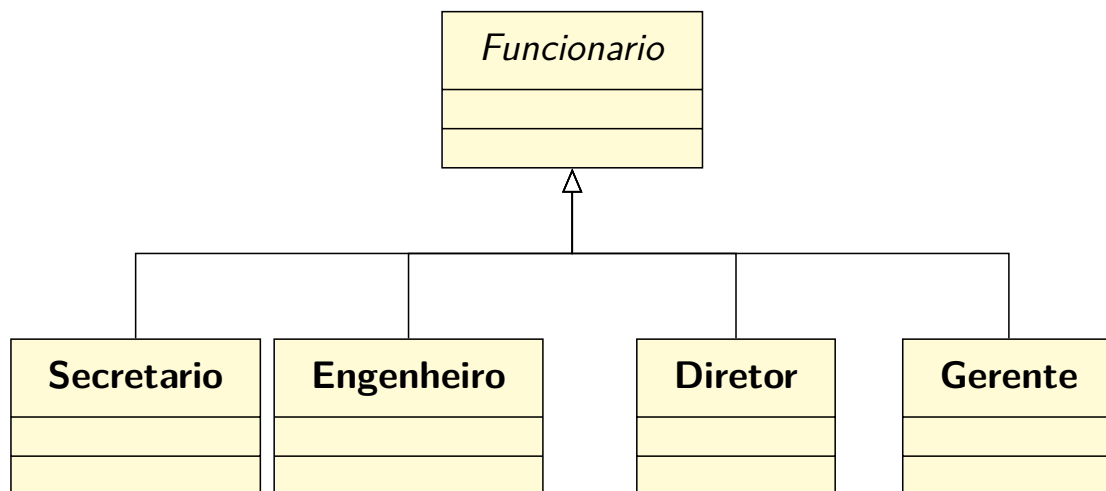 Funcionario
Secretario
Engenheiro
Diretor
Gerente